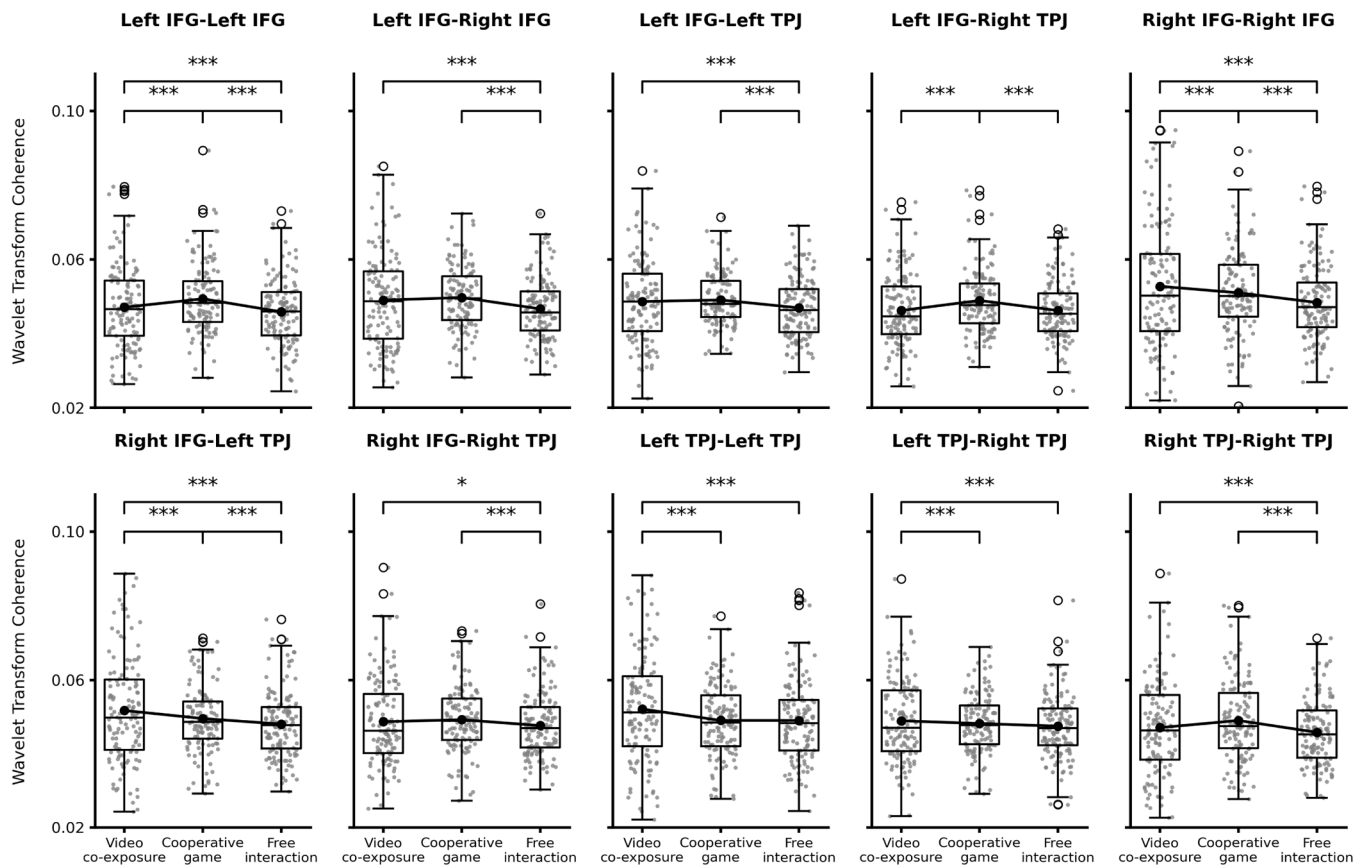 Left IFG-Left IFG
Left IFG-Right IFG
Left IFG-Left TPJ
Left IFG-Right TPJ
Right IFG-Right IFG
***
***
***
***
***
***
***
***
***
***
***
***
***
Wavelet Transform Coherence
0.10
0.06
0.02
Right IFG-Left TPJ
Right IFG-Right TPJ
Left TPJ-Left TPJ
Left TPJ-Right TPJ
Right TPJ-Right TPJ
***
*
***
***
***
***
***
***
***
***
***
Wavelet Transform Coherence
0.10
0.06
0.02
Video
co-exposure
Cooperative
game
Free
interaction
Video
co-exposure
Cooperative
game
Free
interaction
Video
co-exposure
Cooperative
game
Free
interaction
Video
co-exposure
Cooperative
game
Free
interaction
Video
co-exposure
Cooperative
game
Free
interaction